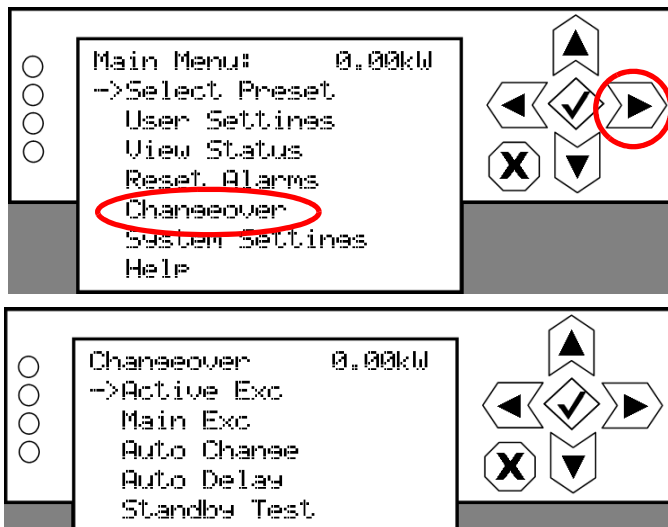 Main Menu: 0.00kW
->Select Preset
User Settings
View Status
Reset Alarms
Changeover
System Settings
Help
X
Changeover 0.00kW
->Active Exc
Main Exc
Auto Change
Auto Delay
Standby Test
X